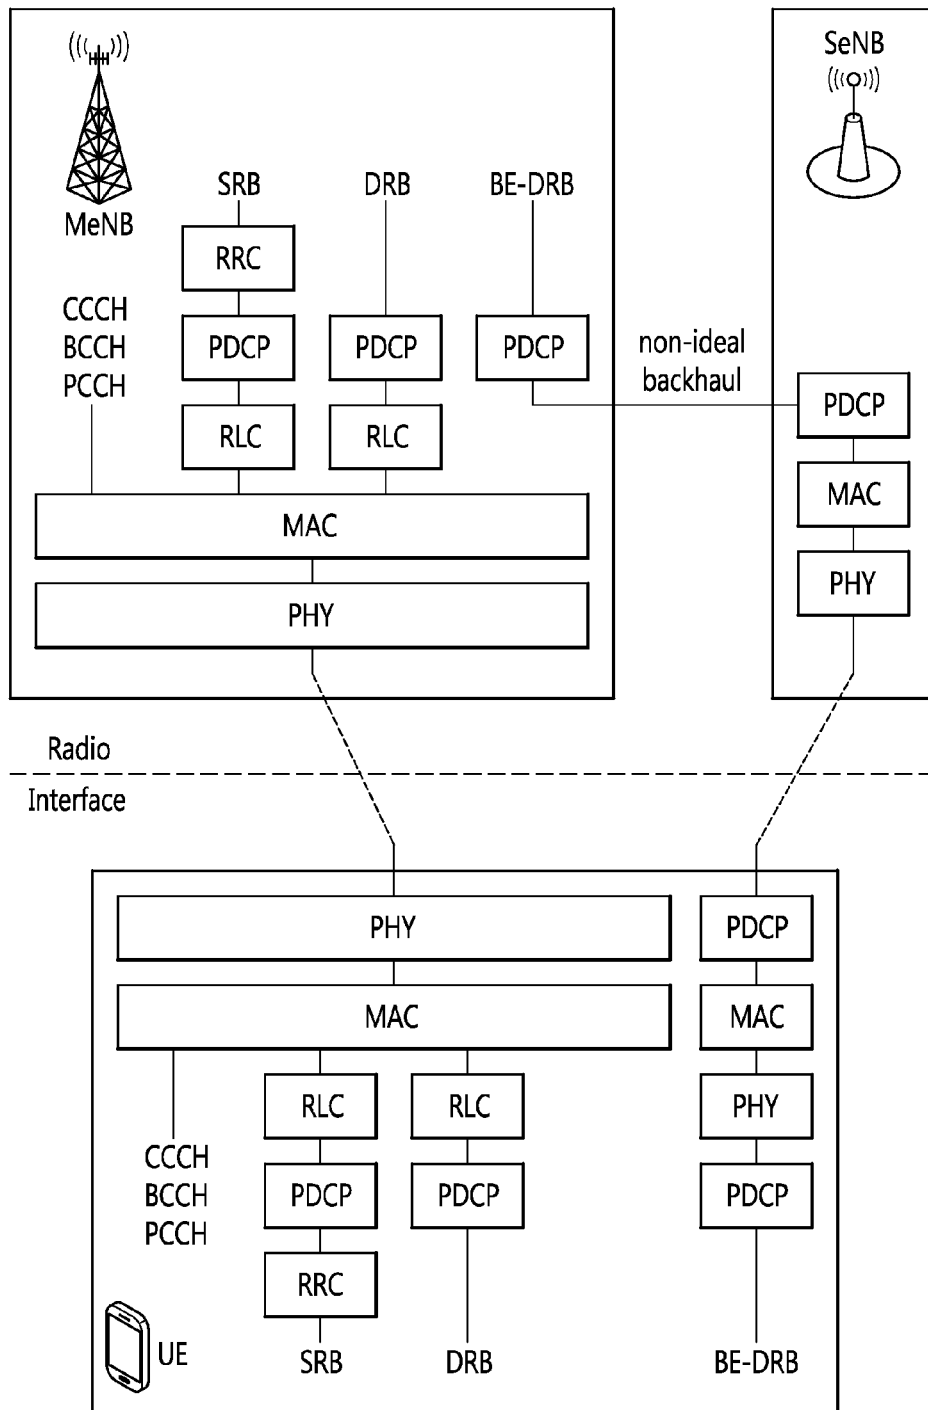 SeNB
MeNB
SRB
DRB
BE-DRB
RRC
CCCH
BCCH
PCCH
PDCP
PDCP
PDCP
non-ideal
backhaul
PDCP
RLC
RLC
MAC
MAC
PHY
PHY
Radio
Interface
PHY
PDCP
MAC
MAC
RLC
RLC
PHY
CCCH
BCCH
PCCH
PDCP
PDCP
PDCP
RRC
UE
SRB
DRB
BE-DRB